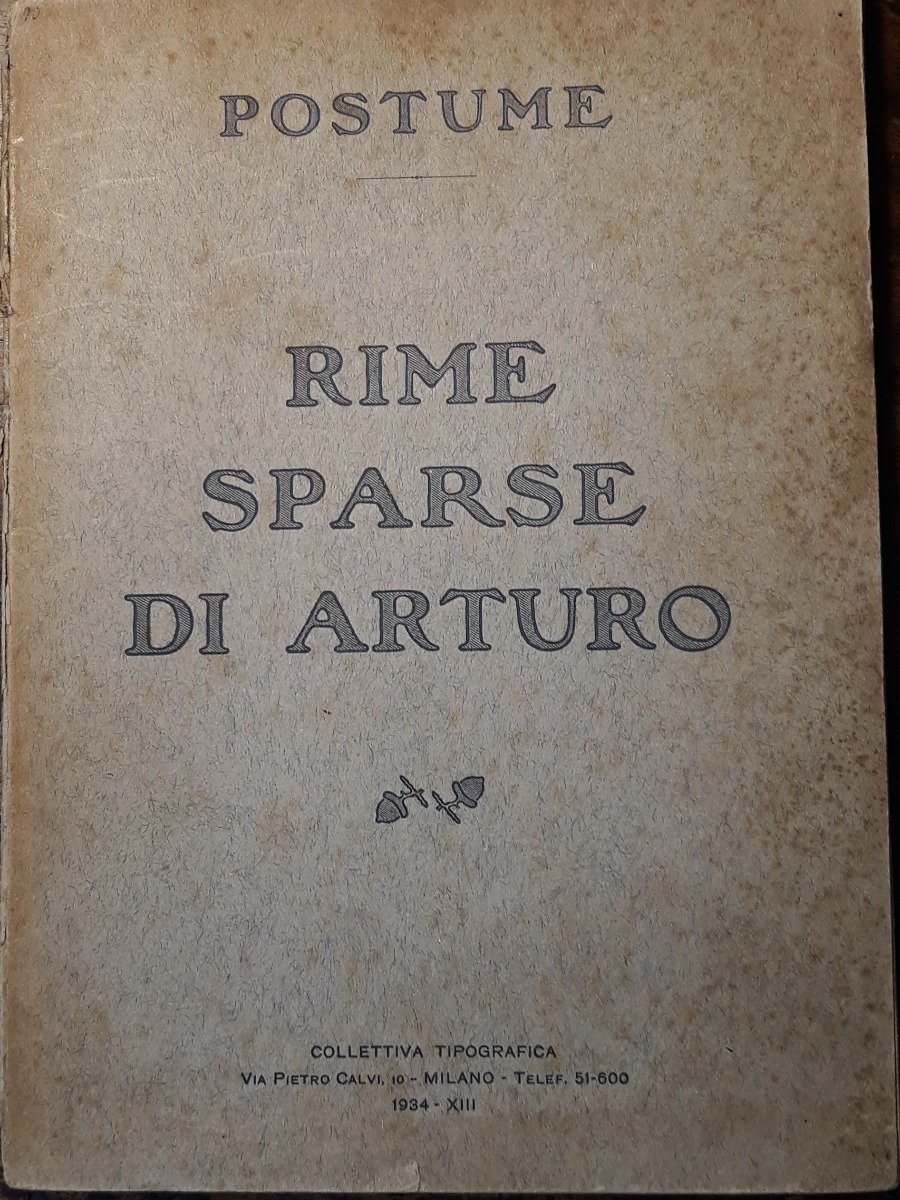 POSTUME
RIME
SPARSE
DI ARTURO
COLLETTIVA TIPOGRAFICA
VIA PIETRO CALVI, 10 - MILANO - TELEF. 51-600
1934 - XIII